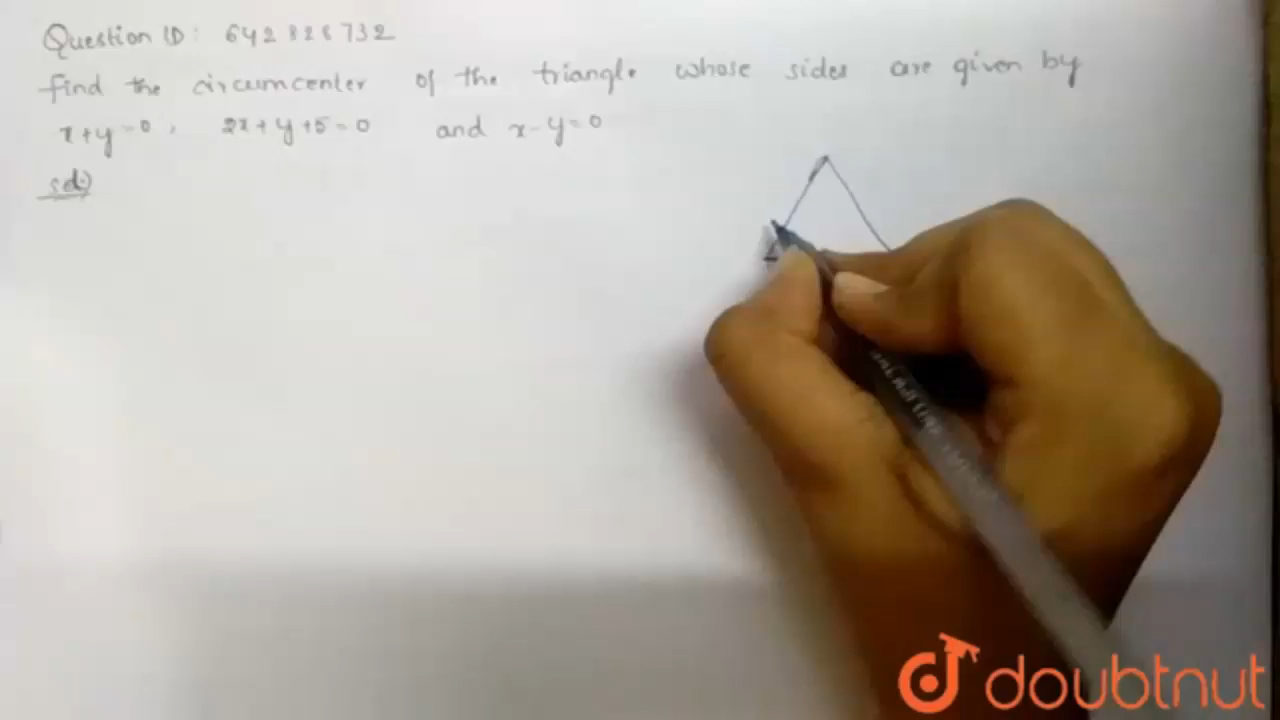 Question ID: 642828732
find the circumcenter of the triangle whose sides are given by
x+y=0, 2x+y+5=0 and x-y=0
sol)
doubtnut